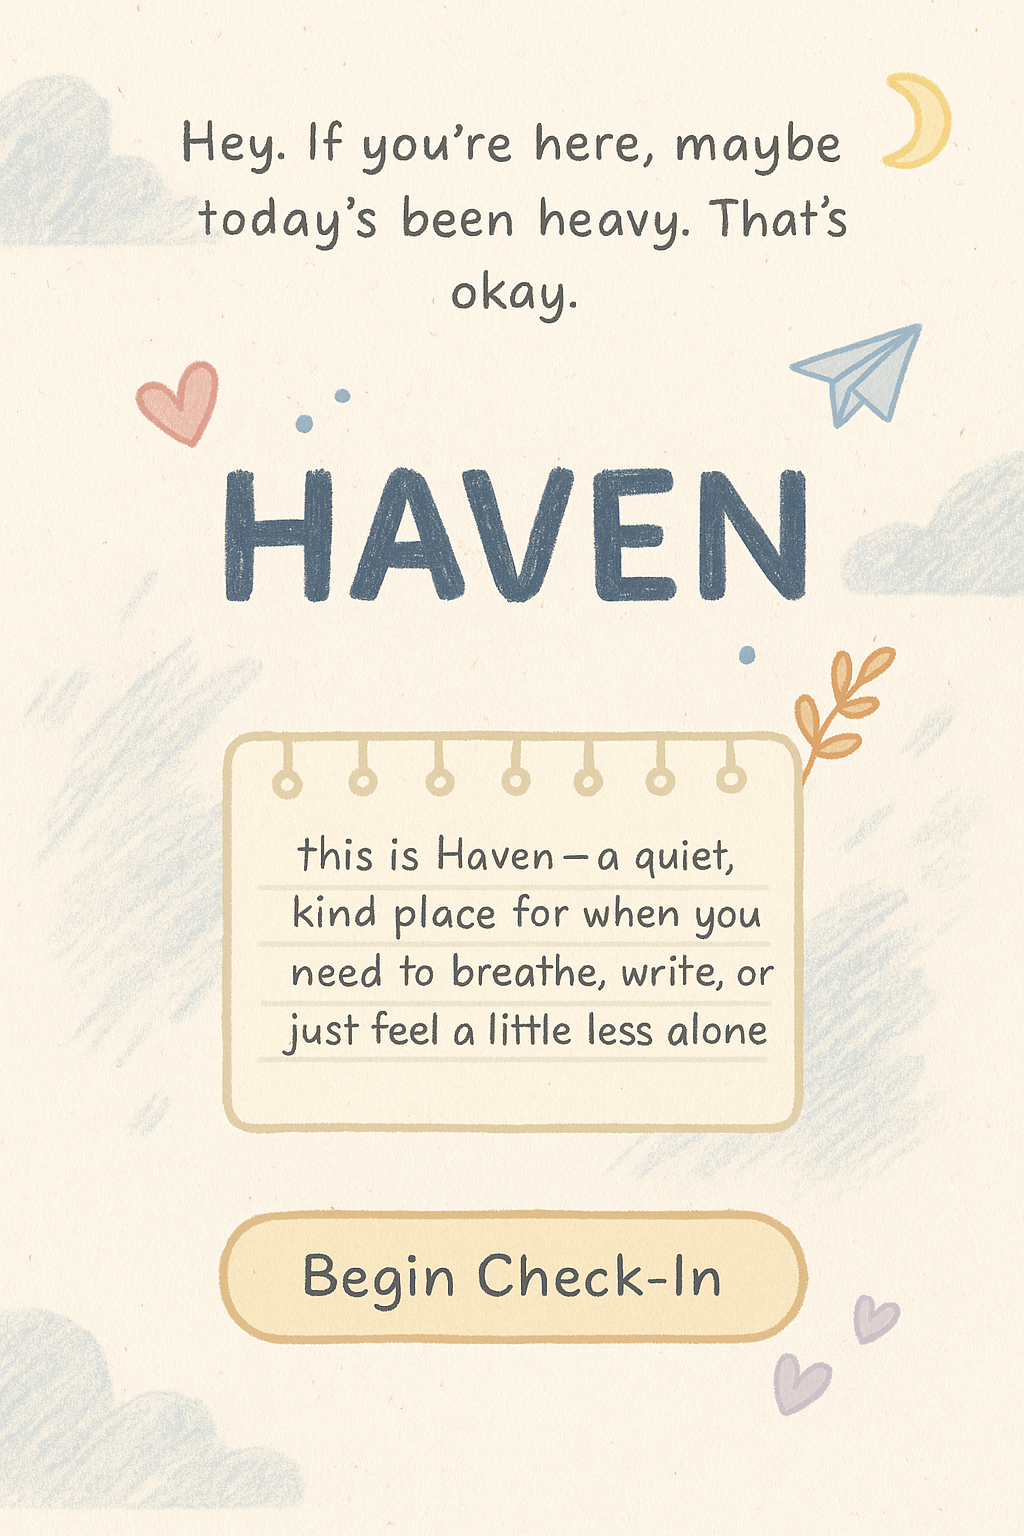 Hey. If you’re here, maybe
today’s been heavy. That’s
okay.
HAVEN
this is Haven—a quiet,
kind place for when you
need to breathe, write, or
just feel a little less alone
Begin Check-In